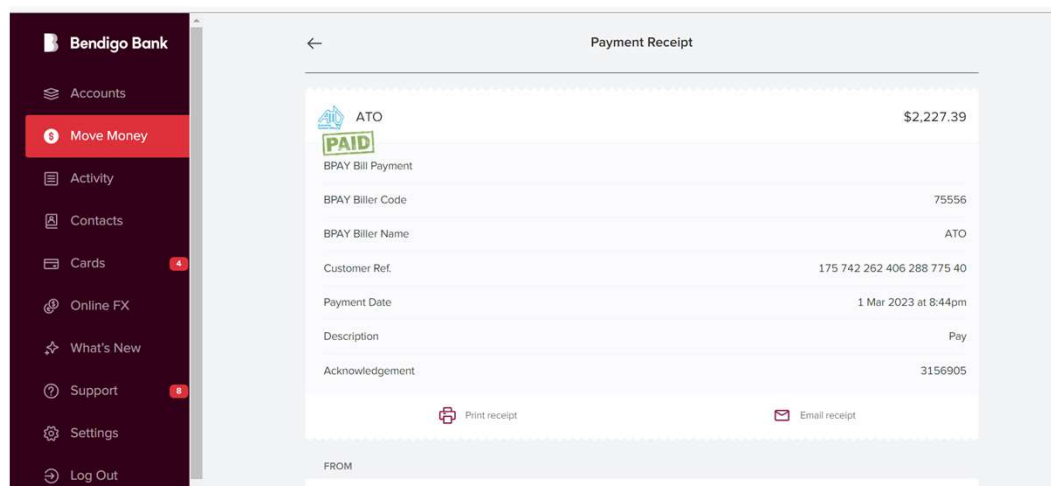 Bendigo Bank
Accounts
Move Money
Activity
Contacts
Cards 4
Online FX
What's New
Support 8
Settings
Log Out
Payment Receipt
ATO $2,227.39
PAID
BPAY Bill Payment
BPAY Biller Code 75556
BPAY Biller Name ATO
Customer Ref. 175 742 262 406 288 775 40
Payment Date 1 Mar 2023 at 8:44pm
Description Pay
Acknowledgement 3156905
Print receipt Email receipt
FROM